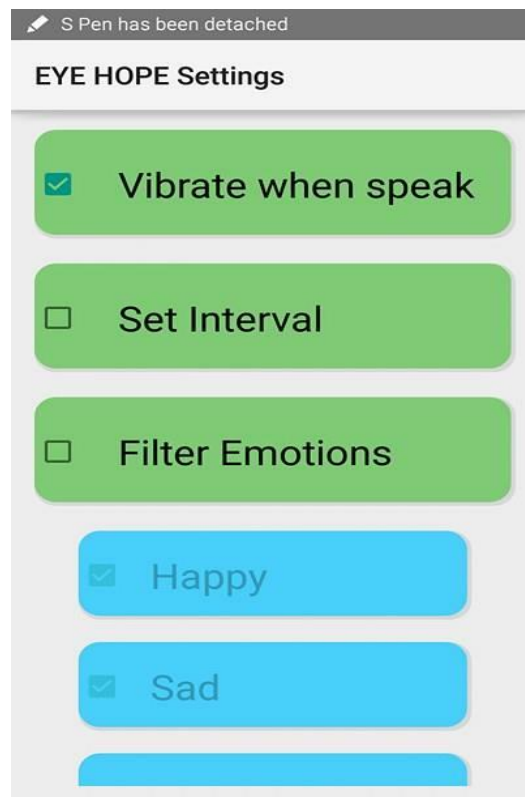 S Pen has been detached
EYE HOPE Settings
Vibrate when speak
Set Interval
Filter Emotions
Happy
Sad